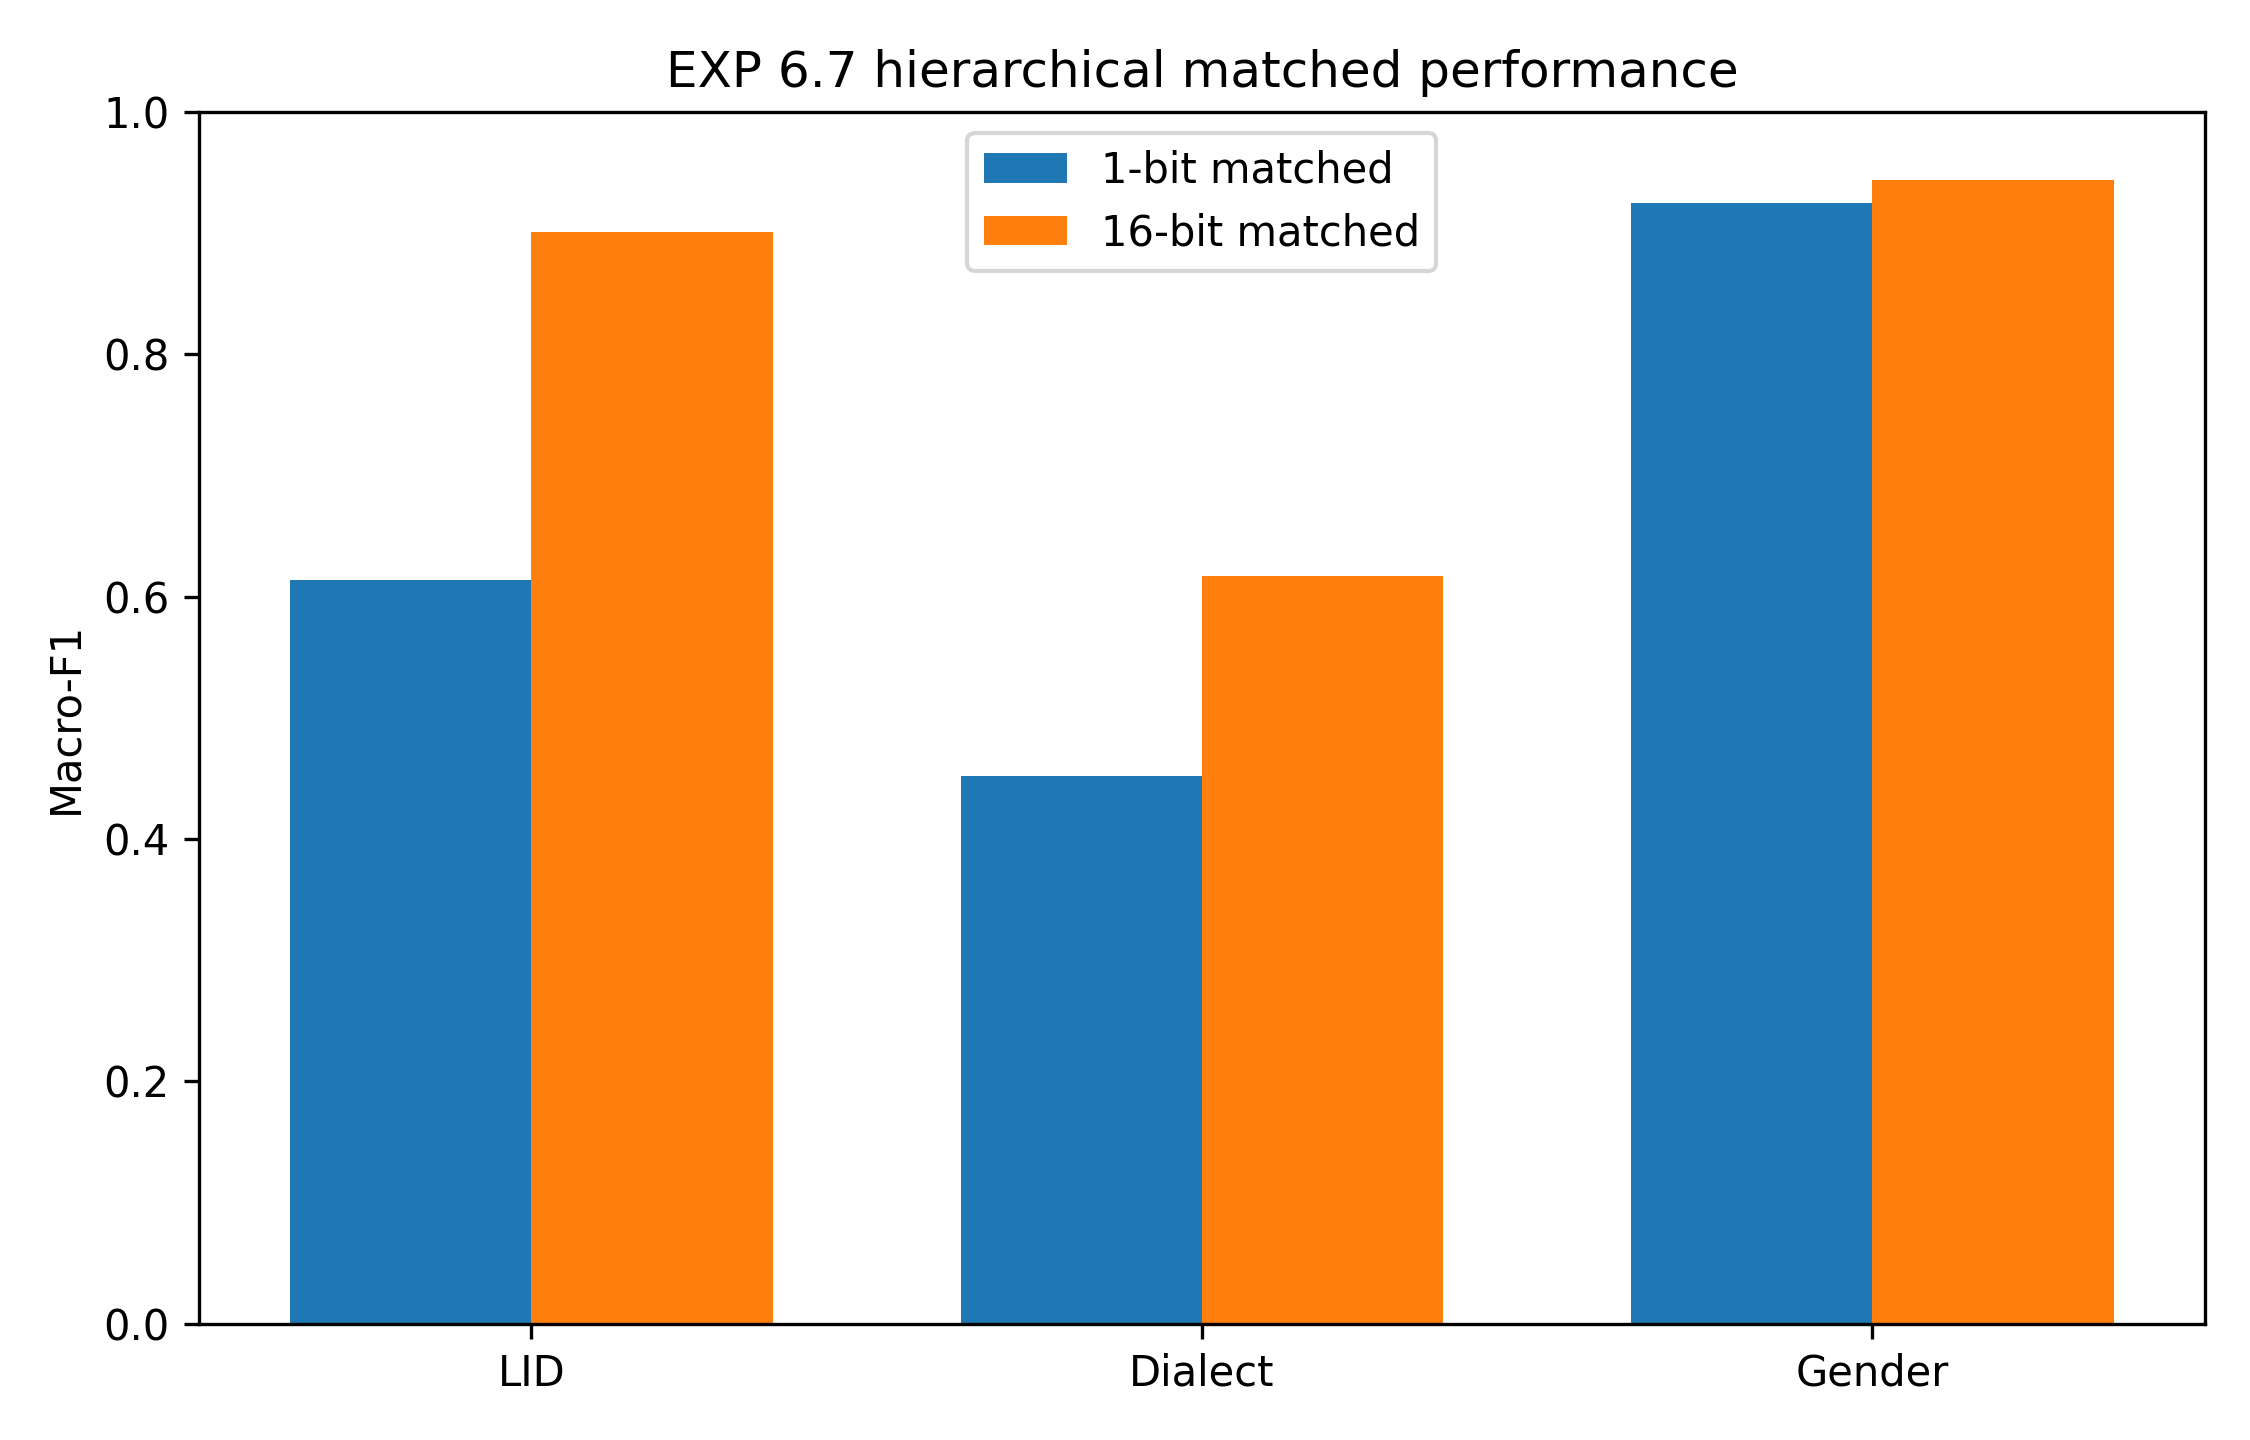 EXP 6.7 hierarchical matched performance
1-bit matched
16-bit matched
Macro-F1
1.0
0.8
0.6
0.4
0.2
0.0
LID
Dialect
Gender